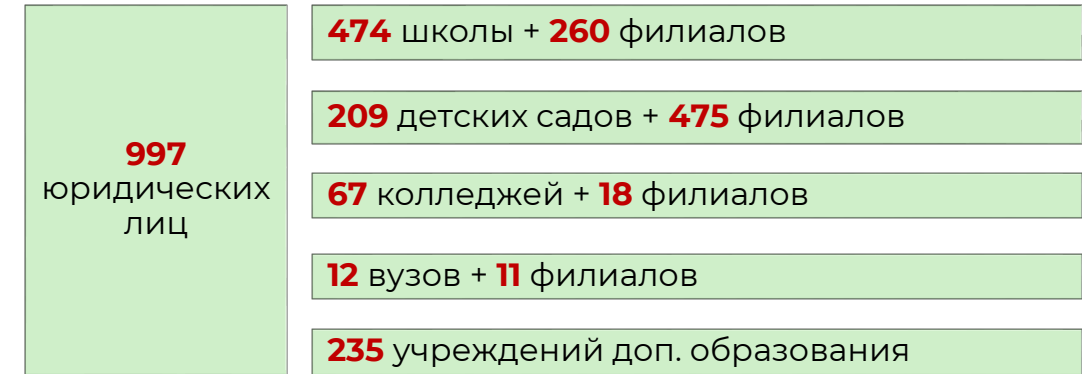 997
юридических
лиц
474 школы + 260 филиалов
209 детских садов + 475 филиалов
67 колледжей + 18 филиалов
12 вузов + 11 филиалов
235 учреждений доп. образования